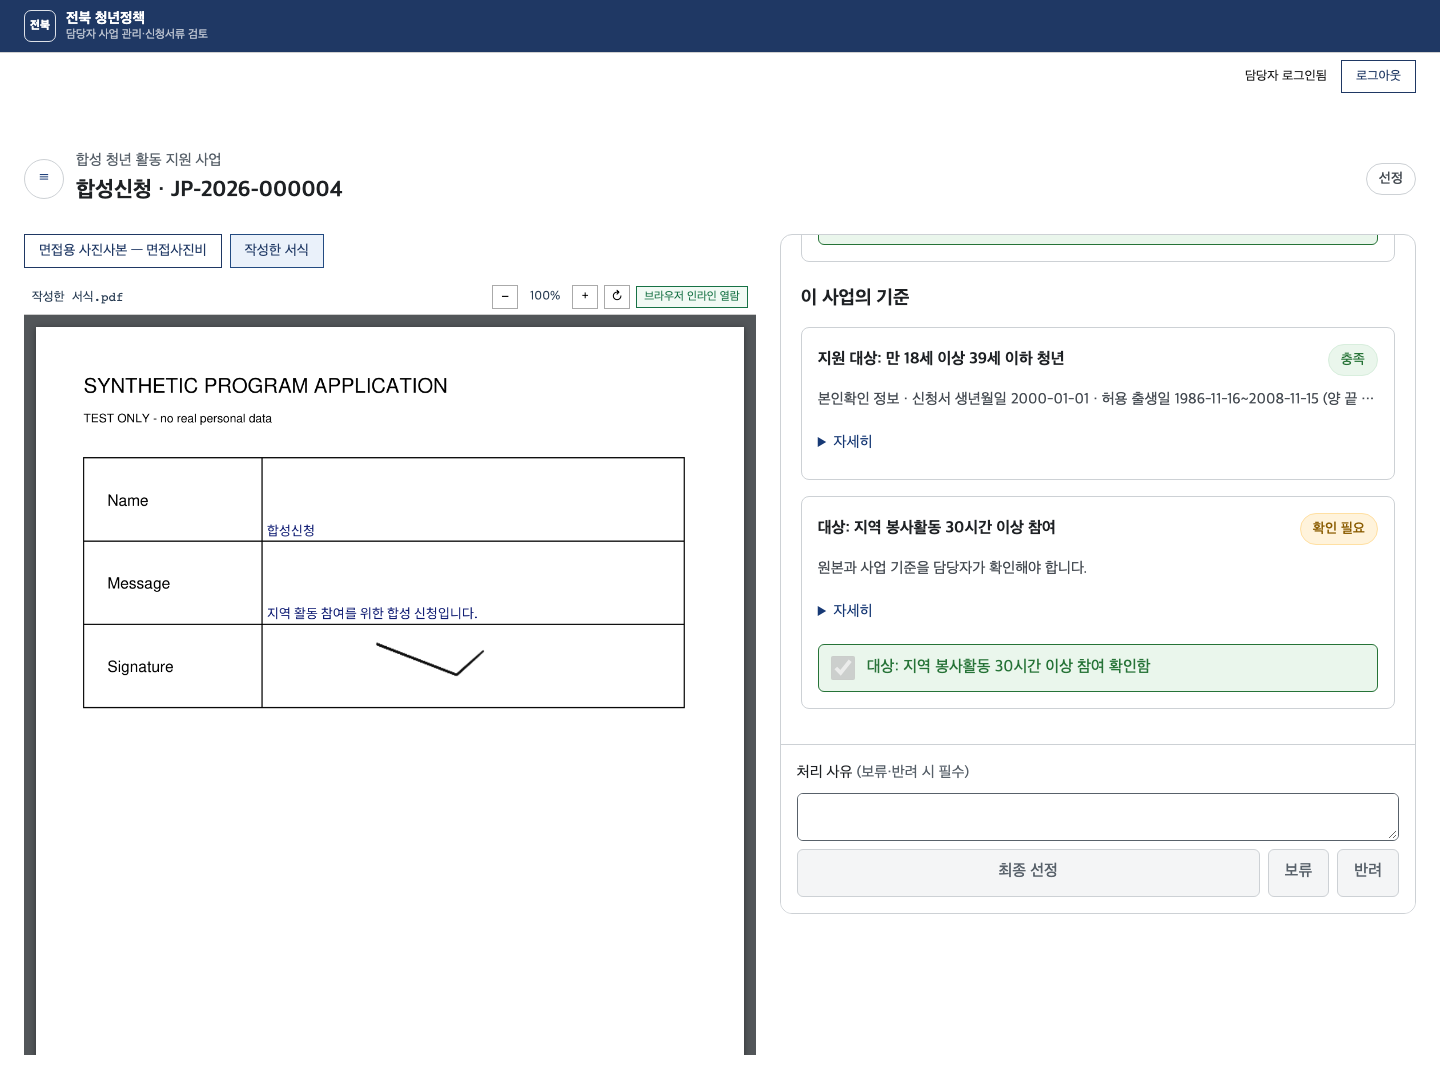 전북
전북 청년정책
담당자 사업 관리·신청서류 검토
담당자 로그인됨
로그아웃
≡
합성 청년 활동 지원 사업
합성신청 · JP-2026-000004
선정
면접용 사진사본 — 면접사진비
작성한 서식
작성한 서식.pdf
−
100%
+
↻
브라우저 인라인 열람
SYNTHETIC PROGRAM APPLICATION
TEST ONLY - no real personal data
Name
합성신청
Message
지역 활동 참여를 위한 합성 신청입니다.
Signature
이 사업의 기준
지원 대상: 만 18세 이상 39세 이하 청년
충족
본인확인 정보 · 신청서 생년월일 2000-01-01 · 허용 출생일 1986-11-16~2008-11-15 (양 끝 …
▶ 자세히
대상: 지역 봉사활동 30시간 이상 참여
확인 필요
원본과 사업 기준을 담당자가 확인해야 합니다.
▶ 자세히
대상: 지역 봉사활동 30시간 이상 참여 확인함
처리 사유 (보류·반려 시 필수)
최종 선정
보류
반려